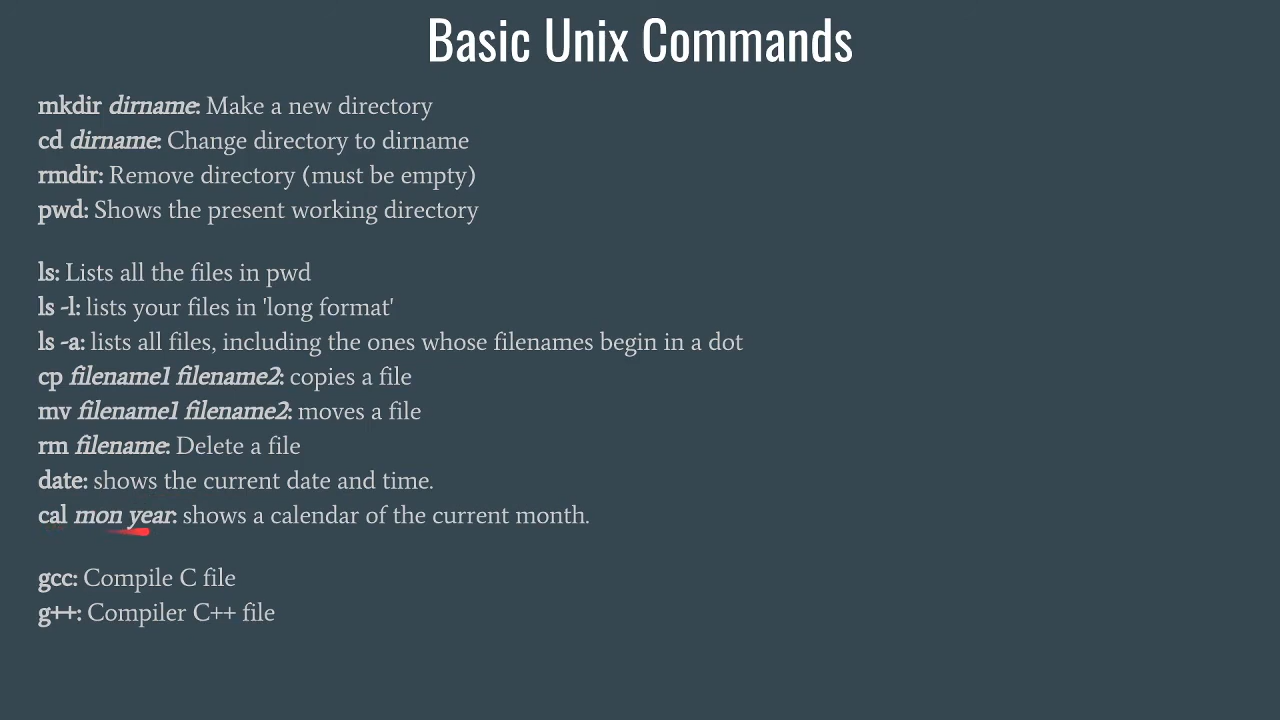 Basic Unix Commands
mkdir dirname: Make a new directory
cd dirname: Change directory to dirname
rmdir: Remove directory (must be empty)
pwd: Shows the present working directory
ls: Lists all the files in pwd
ls -l: lists your files in 'long format'
ls -a: lists all files, including the ones whose filenames begin in a dot
cp filename1 filename2: copies a file
mv filename1 filename2: moves a file
rm filename: Delete a file
date: shows the current date and time.
cal mon year: shows a calendar of the current month.
gcc: Compile C file
g++: Compiler C++ file